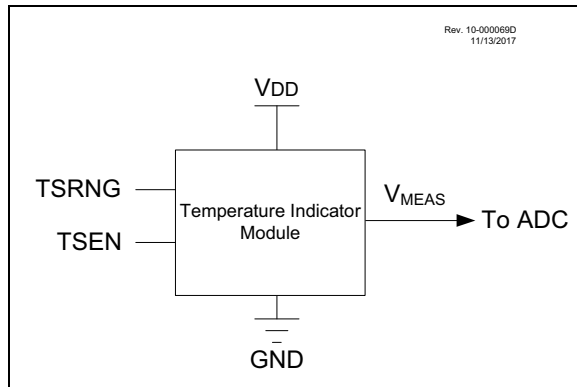 Rev. 10-000069D
11/13/2017
VDD
TSRNG
TSEN
Temperature Indicator
Module
VMEAS
To ADC
GND